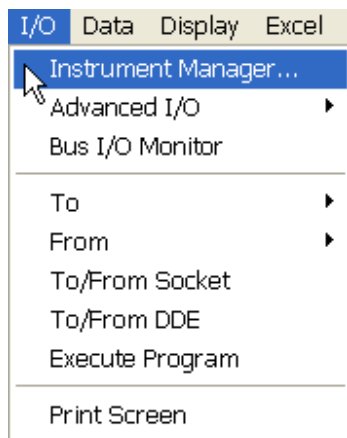 I/O Data Display Excel
Instrument Manager...
Advanced I/O
Bus I/O Monitor
To
From
To/From Socket
To/From DDE
Execute Program
Print Screen